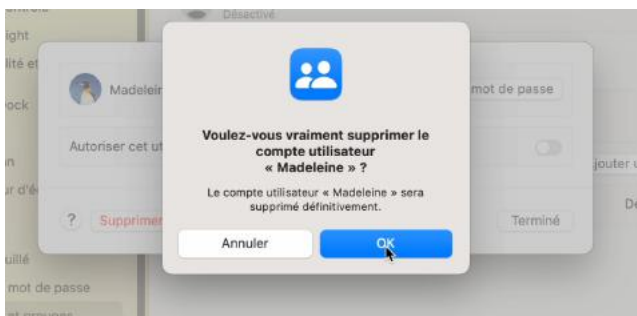 Désactivé
ight
lité et
Madelein
mot de passe
ock
Voulez-vous vraiment supprimer le
compte utilisateur
« Madeleine » ?
Autoriser cet ut
jouter u
Le compte utilisateur « Madeleine » sera
supprimé définitivement.
ur d'é
? Supprimer
Terminé
Annuler
OK
uillé
mot de passe